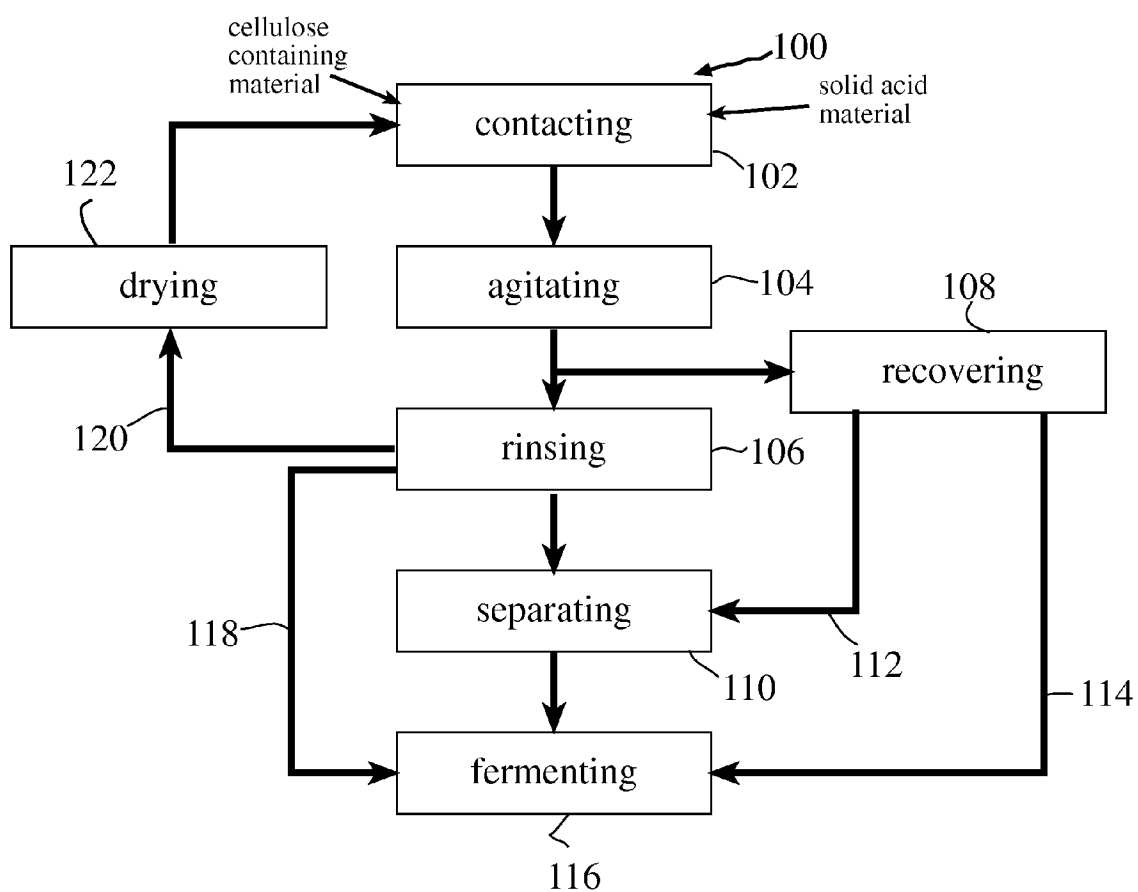 cellulose
containing
material
100
solid acid
material
contacting
102
122
drying
agitating
104
108
recovering
120
rinsing
106
separating
118
110
112
114
fermenting
116